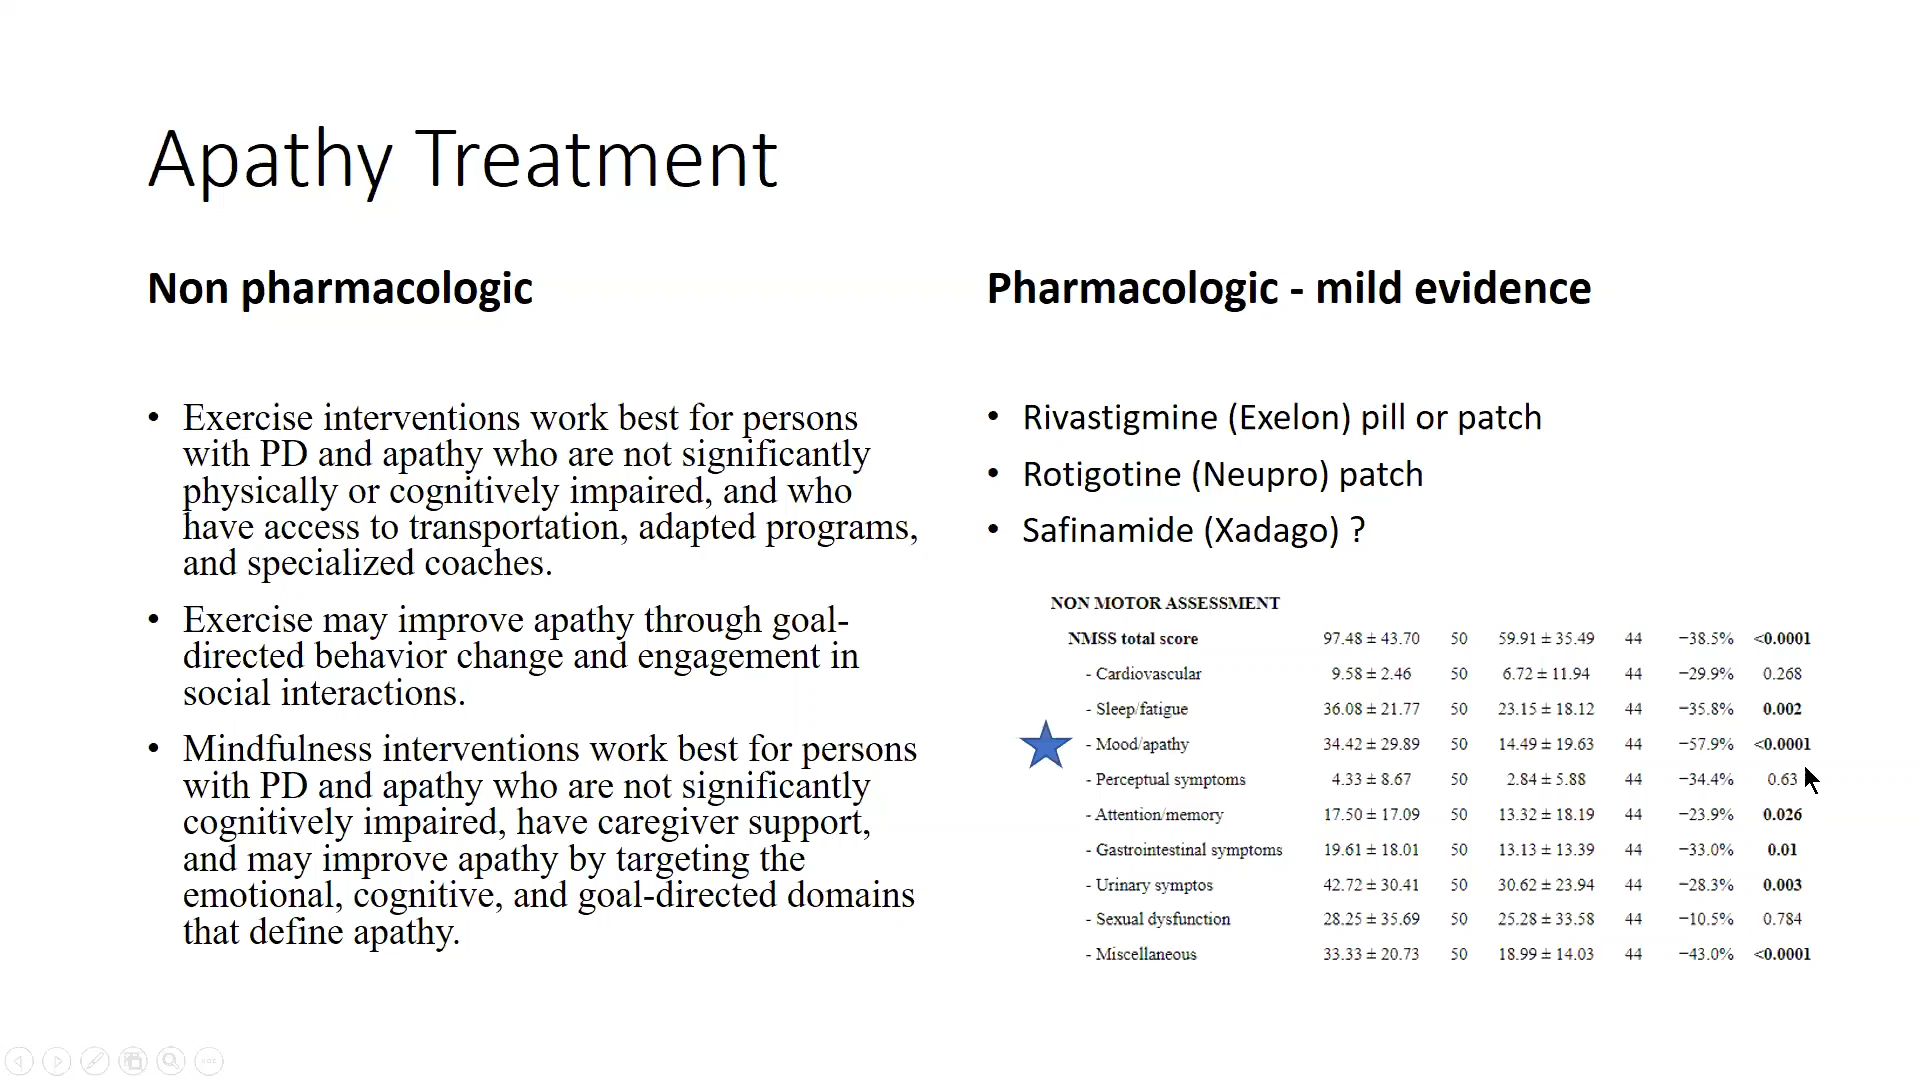 Apathy Treatment
Non pharmacologic
• Exercise interventions work best for persons
with PD and apathy who are not significantly
physically or cognitively impaired, and who
have access to transportation, adapted programs,
and specialized coaches.
• Exercise may improve apathy through goal-
directed behavior change and engagement in
social interactions.
• Mindfulness interventions work best for persons
with PD and apathy who are not significantly
cognitively impaired, have caregiver support,
and may improve apathy by targeting the
emotional, cognitive, and goal-directed domains
that define apathy.
Pharmacologic - mild evidence
• Rivastigmine (Exelon) pill or patch
• Rotigotine (Neupro) patch
• Safinamide (Xadago) ?
NON MOTOR ASSESSMENT
NMSS total score 97.48 ± 43.70 50 59.91 ± 35.49 44 −38.5% <0.0001
- Cardiovascular 9.58 ± 2.46 50 6.72 ± 11.94 44 −29.9% 0.268
- Sleep/fatigue 36.08 ± 21.77 50 23.15 ± 18.12 44 −35.8% 0.002
- Mood/apathy 34.42 ± 29.89 50 14.49 ± 19.63 44 −57.9% <0.0001
- Perceptual symptoms 4.33 ± 8.67 50 2.84 ± 5.88 44 −34.4% 0.63
- Attention/memory 17.50 ± 17.09 50 13.32 ± 18.19 44 −23.9% 0.026
- Gastrointestinal symptoms 19.61 ± 18.01 50 13.13 ± 13.39 44 −33.0% 0.01
- Urinary symptos 42.72 ± 30.41 50 30.62 ± 23.94 44 −28.3% 0.003
- Sexual dysfunction 28.25 ± 35.69 50 25.28 ± 33.58 44 −10.5% 0.784
- Miscellaneous 33.33 ± 20.73 50 18.99 ± 14.03 44 −43.0% <0.0001